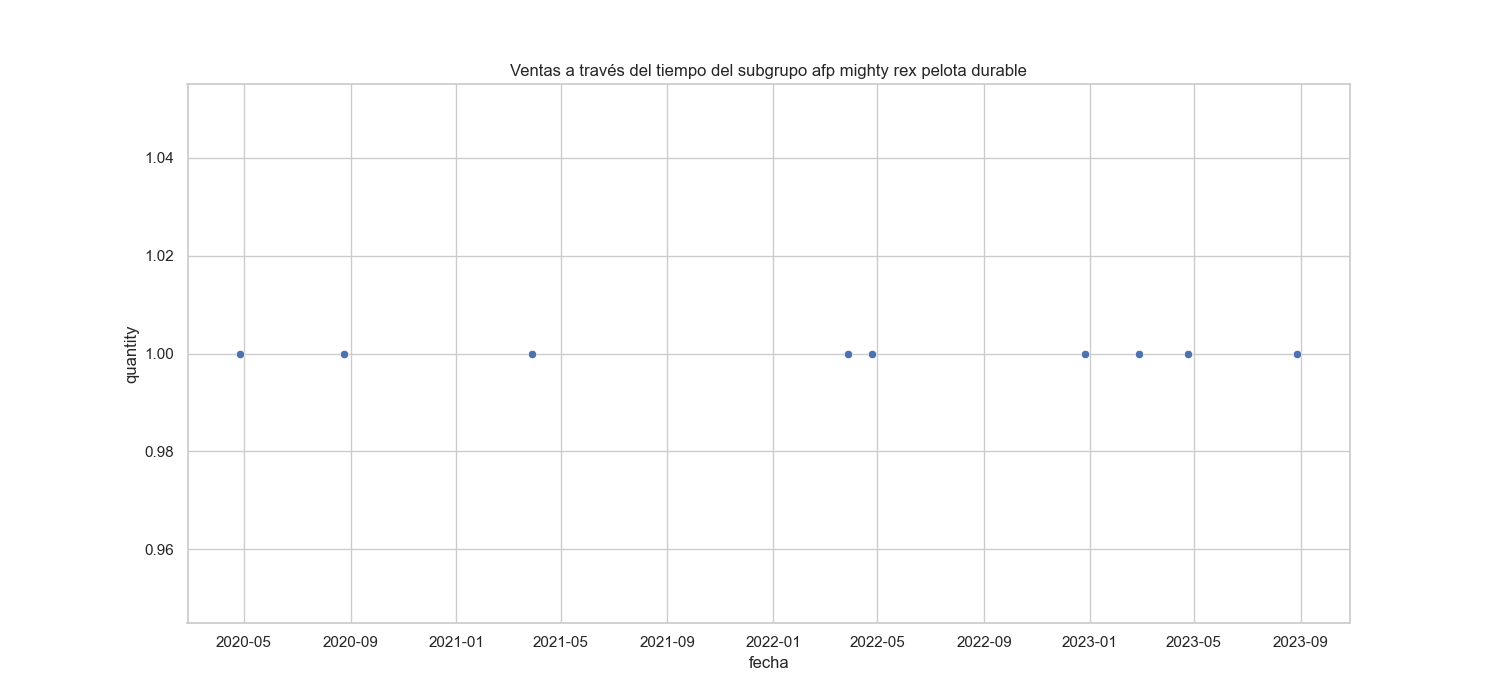 Ventas a través del tiempo del subgrupo afp mighty rex pelota durable
1.04
1.02
1.00
0.98
0.96
quantity
2020-05 2020-09 2021-01 2021-05 2021-09 2022-01 2022-05 2022-09 2023-01 2023-05 2023-09
fecha